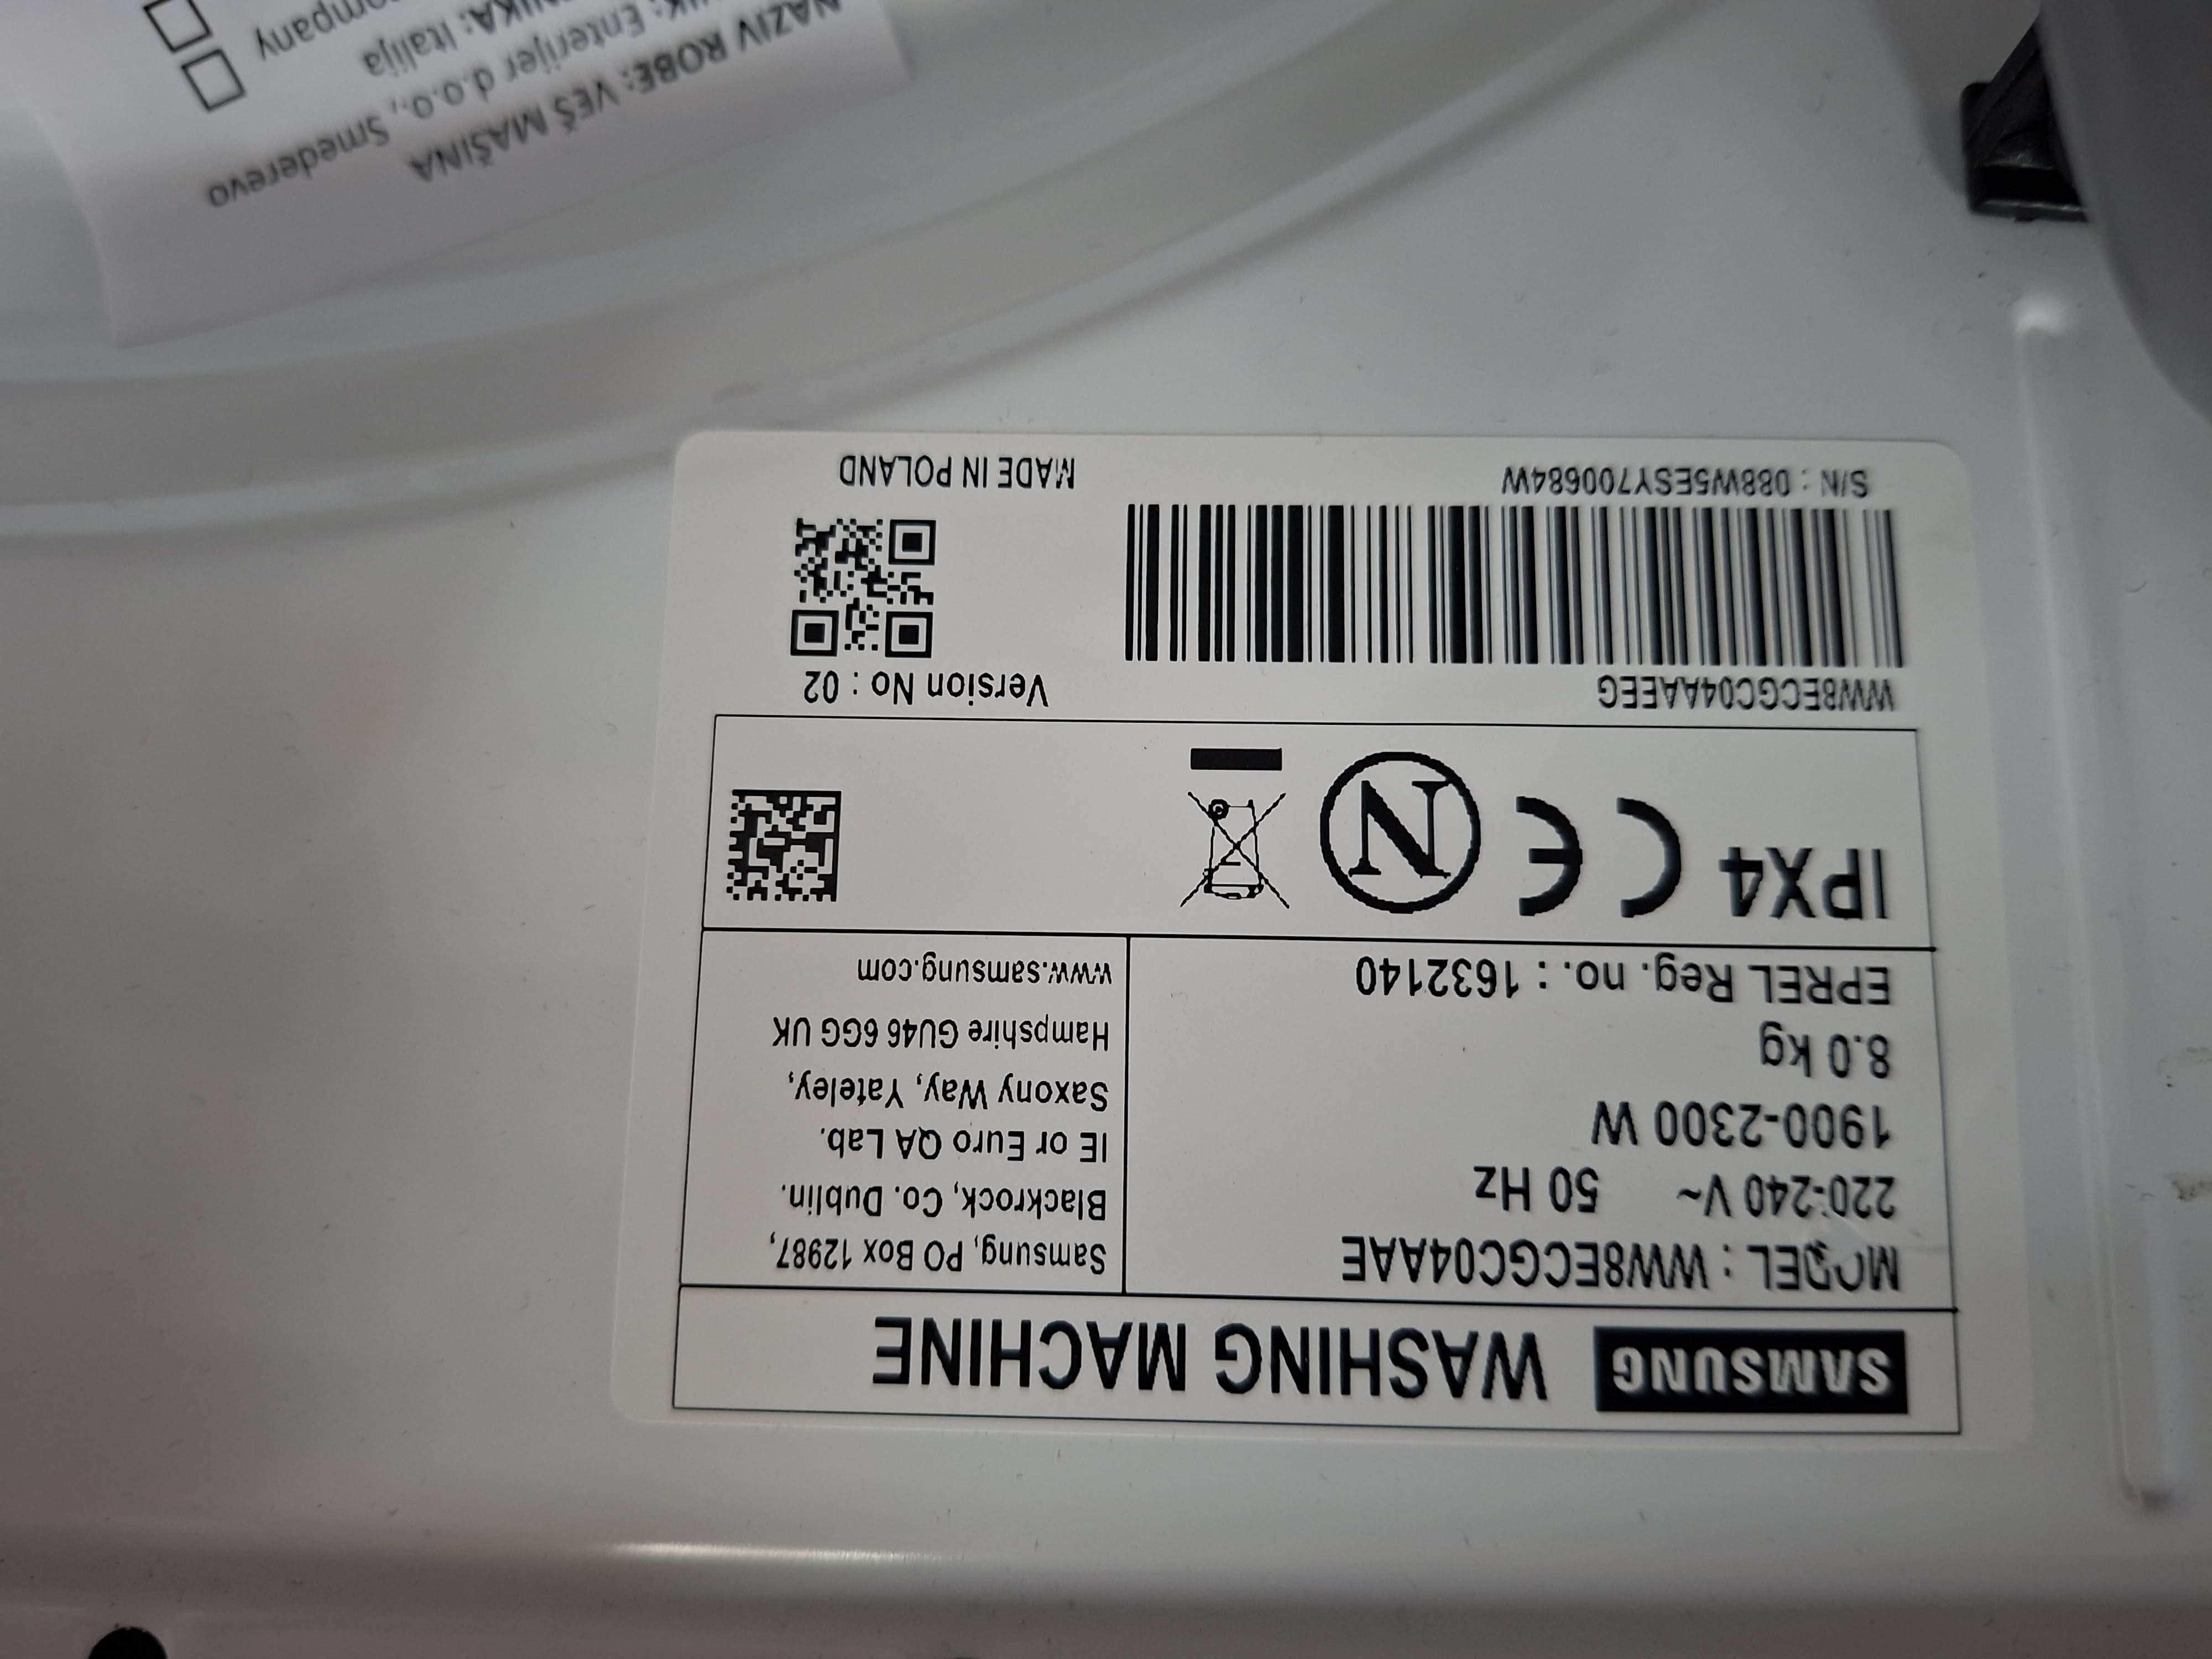 SAMSUNG WASHING MACHINE
MODEL : WW8ECGC04AAE
220-240 V~ 50 Hz
1900-2300 W
8.0 kg
EPREL Reg. no. : 1632140
Samsung, PO Box 12987,
Blackrock, Co. Dublin.
IE or Euro QA Lab.
Saxony Way, Yateley,
Hampshire GU46 6GG UK
www.samsung.com
IPX4 CE N
WW8ECGC04AAEEG
Version No : 02
S/N : 088W5ESY700684W
MADE IN POLAND
NAZIV ROBE: VEŠ MAŠINA
Enterijer d.o.o., Smederevo
Italija